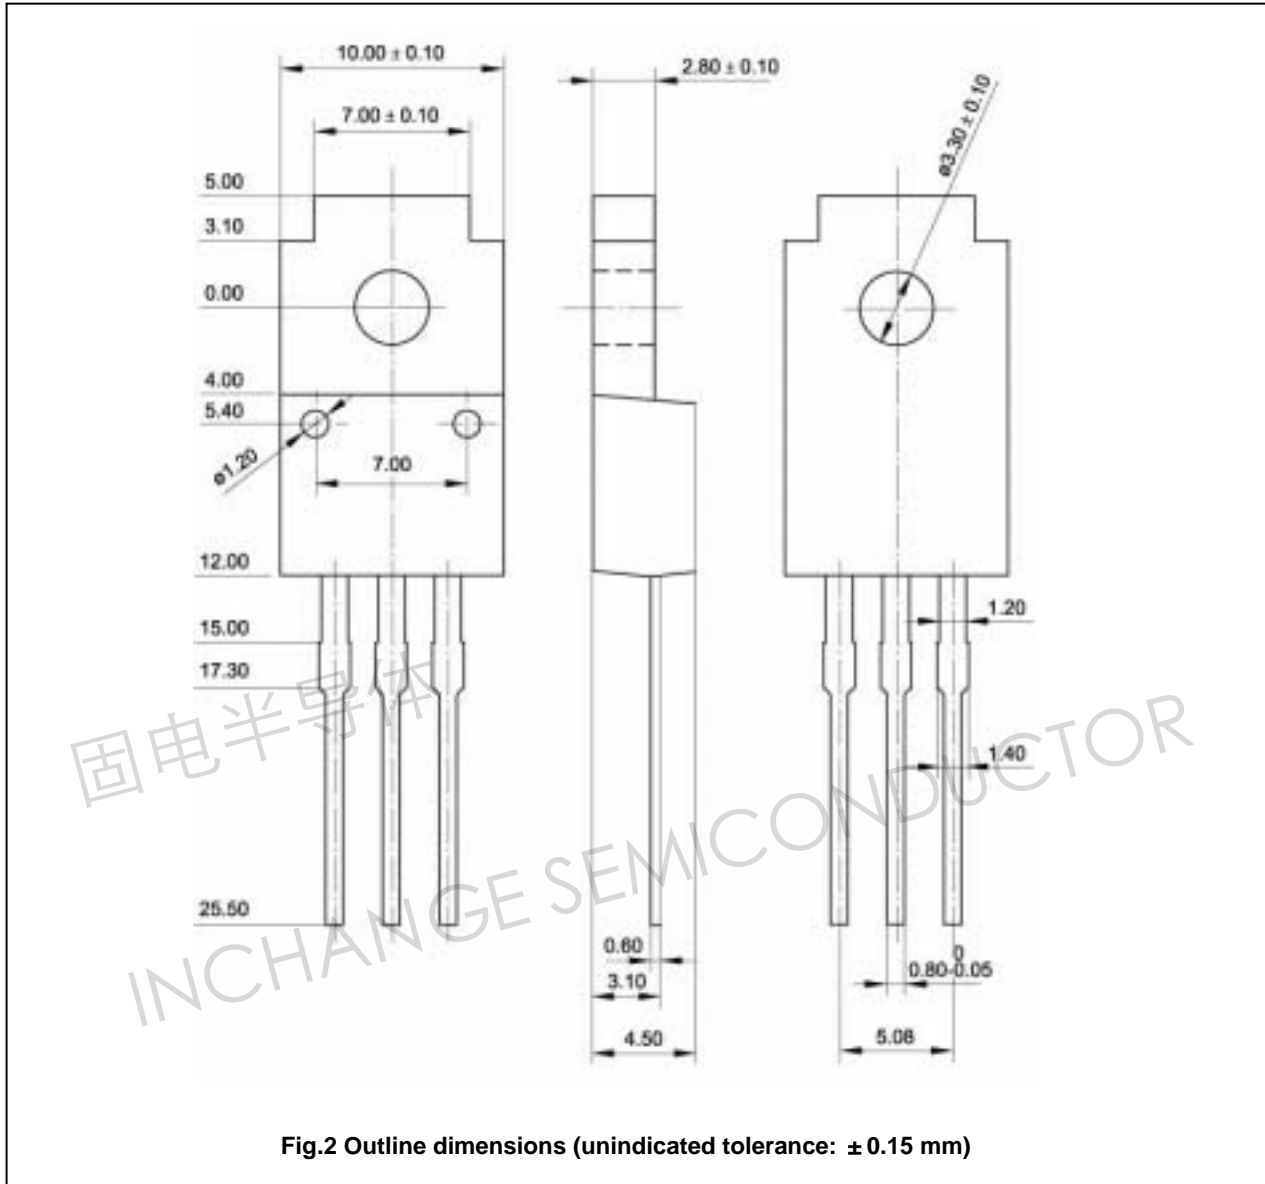 10.00 ± 0.10
2.80 ± 0.10
ø3.30 ± 0.10
7.00 ± 0.10
5.00
3.10
0.00
4.00
5.40
ø1.20
7.00
12.00
1.20
15.00
17.30
固电半导体
1.40
INCHANGE SEMICONDUCTOR
25.50
0.60
0
0.80-0.05
3.10
4.50
5.08
Fig.2 Outline dimensions (unindicated tolerance: ± 0.15 mm)